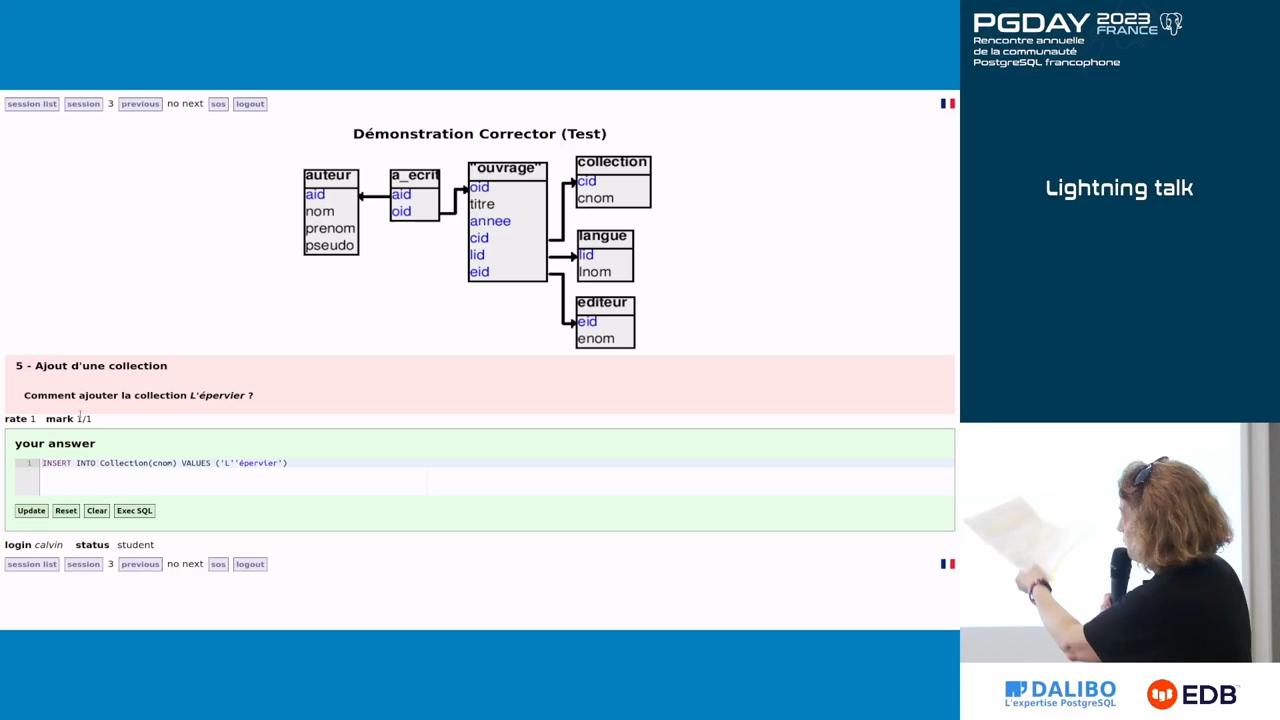 session list session 3 previous no next sos logout
Démonstration Corrector (Test)
auteur
aid
nom
prenom
pseudo
a_ecrit
aid
oid
"ouvrage"
oid
titre
annee
cid
lid
eid
collection
cid
cnom
langue
lid
lnom
editeur
eid
enom
5 - Ajout d'une collection
Comment ajouter la collection L'épervier ?
rate 1 mark 1/1
your answer
1 INSERT INTO Collection(cnom) VALUES ('L''épervier')
Update Reset Clear Exec SQL
login calvin status student
session list session 3 previous no next sos logout
PGDAY 2023
FRANCE
Rencontre annuelle
de la communauté
PostgreSQL francophone
Lightning talk
DALIBO
L'expertise PostgreSQL
EDB